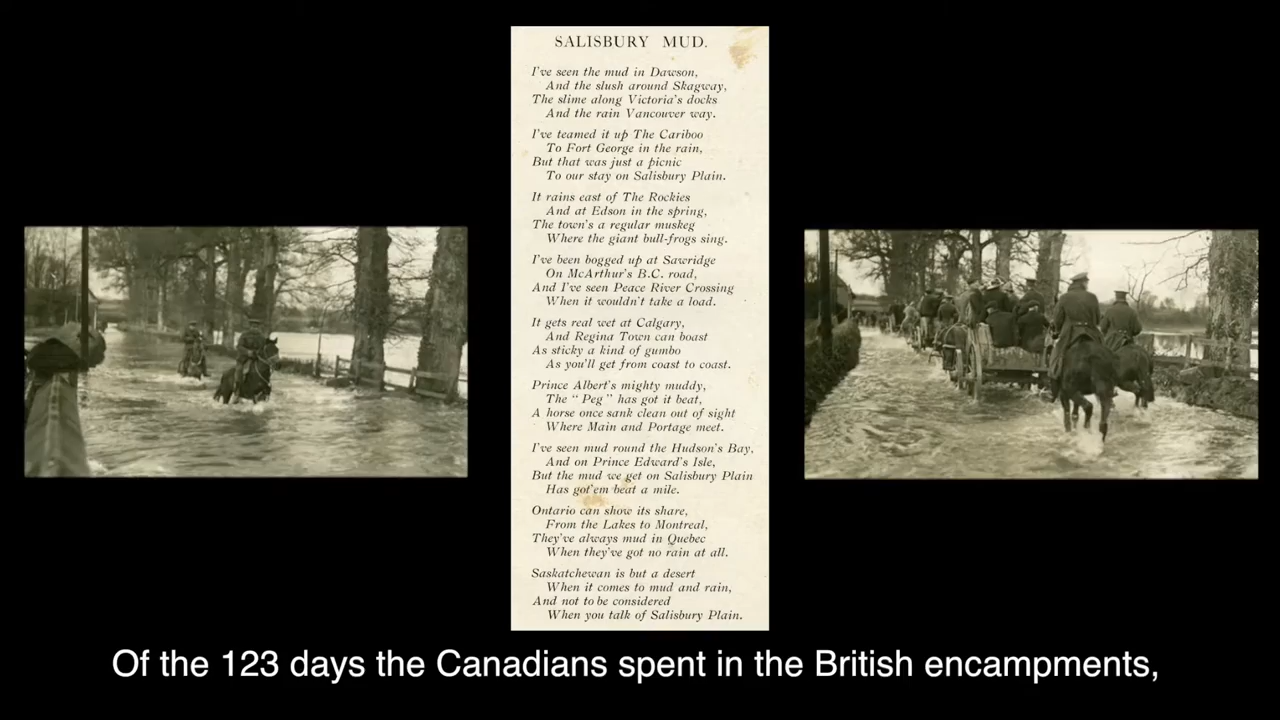 SALISBURY MUD.
I've seen the mud in Dawson,
And the slush around Skagway,
The slime along Victoria's docks
And the rain Vancouver way.
I've teamed it up The Cariboo
To Fort George in the rain,
But that was just a picnic
To our stay on Salisbury Plain.
It rains east of The Rockies
And at Edson in the spring,
The town's a regular muskeg
Where the giant bull-frogs sing.
I've been bogged up at Sawridge
On McArthur's B.C. road,
And I've seen Peace River Crossing
When it wouldn't take a load.
It gets real wet at Calgary,
And Regina Town can boast
As sticky a kind of gumbo
As you'll get from coast to coast.
Prince Albert's mighty muddy,
The "Peg" has got it beat,
A horse once sank clean out of sight
Where Main and Portage meet.
I've seen mud round the Hudson's Bay,
And on Prince Edward's Isle,
But the mud we get on Salisbury Plain
Has got'em beat a mile.
Ontario can show its share,
From the Lakes to Montreal,
They've always mud in Quebec
When they've got no rain at all.
Saskatchewan is but a desert
When it comes to mud and rain,
And not to be considered
When you talk of Salisbury Plain.
Of the 123 days the Canadians spent in the British encampments,